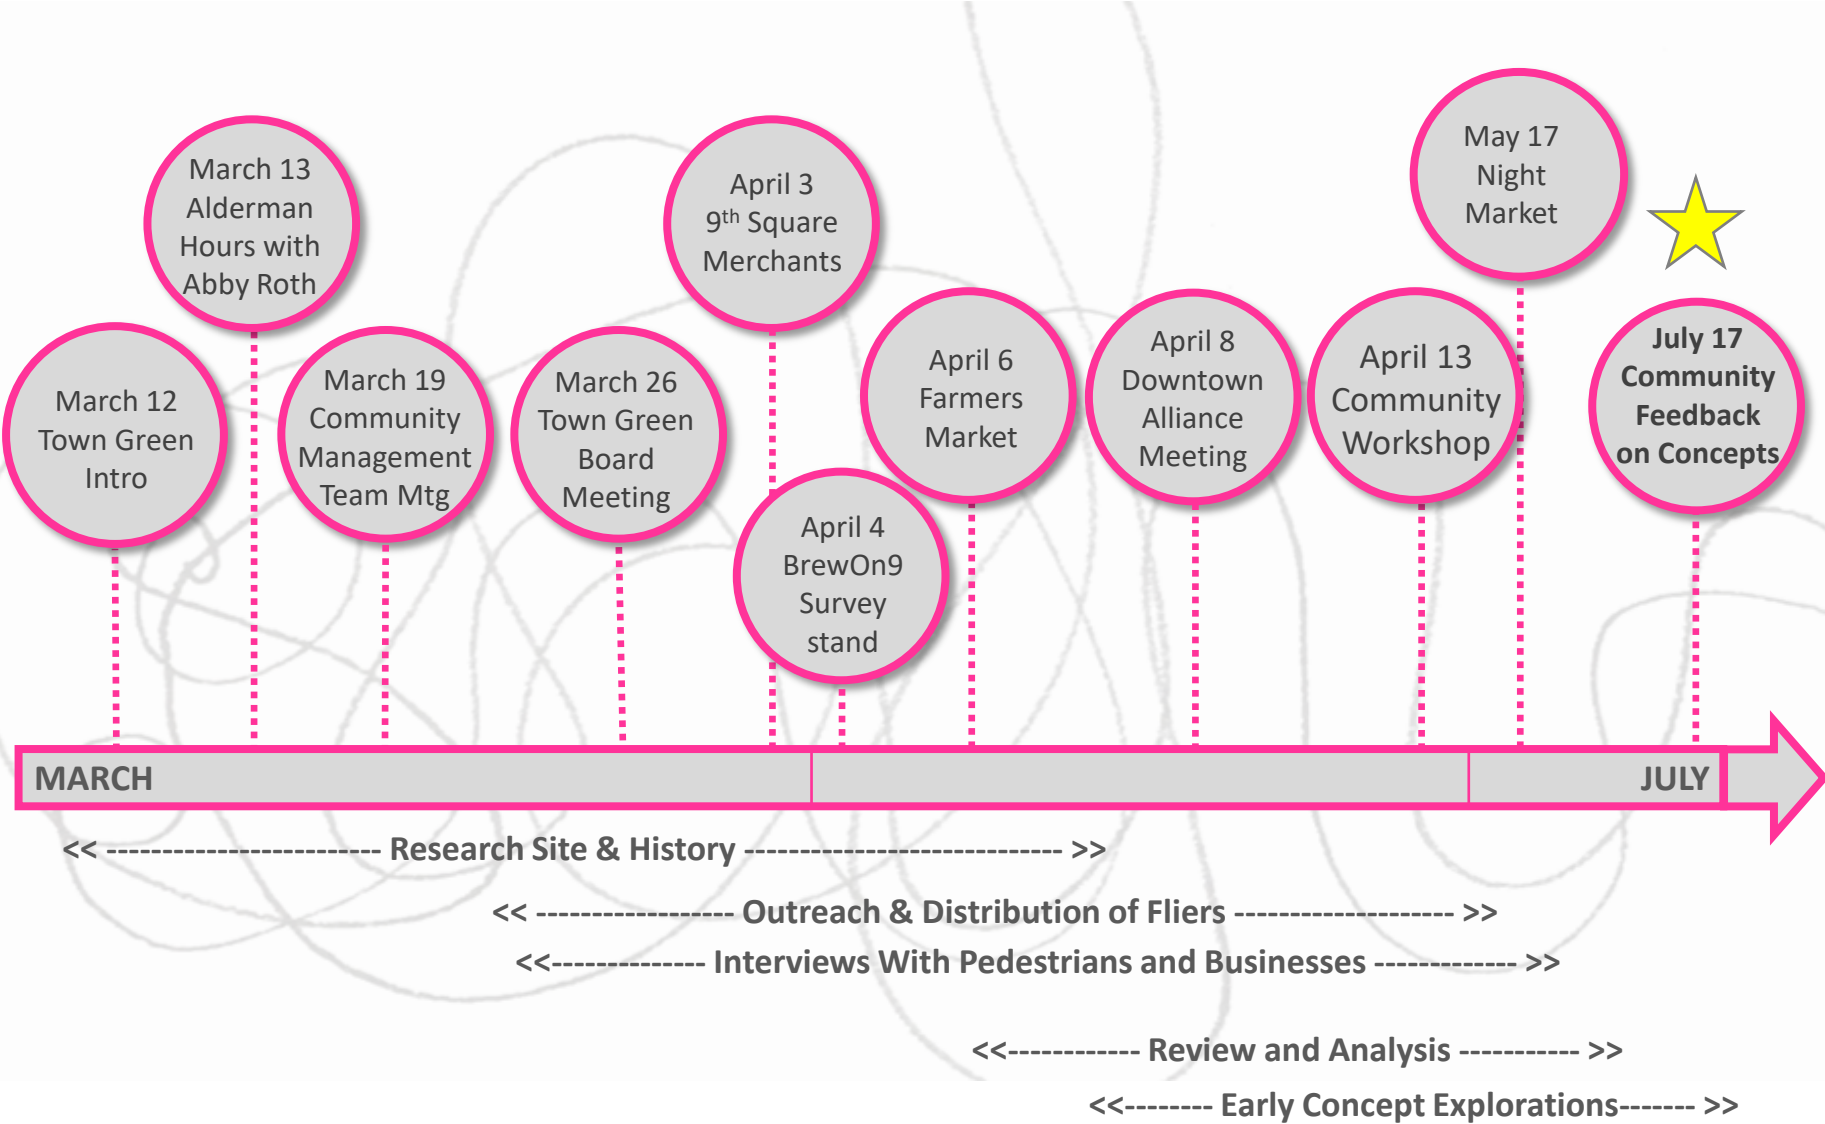 March 12
Town Green
Intro
March 13
Alderman
Hours with
Abby Roth
March 19
Community
Management
Team Mtg
March 26
Town Green
Board
Meeting
April 3
9th Square
Merchants
April 4
BrewOn9
Survey
stand
April 6
Farmers
Market
April 8
Downtown
Alliance
Meeting
April 13
Community
Workshop
May 17
Night
Market
July 17
Community
Feedback
on Concepts
MARCH
JULY
<< ------------------------- Research Site & History ----------------------------- >>
<< ------------------ Outreach & Distribution of Fliers -------------------- >>
<<-------------- Interviews With Pedestrians and Businesses ------------- >>
<<------------ Review and Analysis ----------- >>
<<-------- Early Concept Explorations------- >>